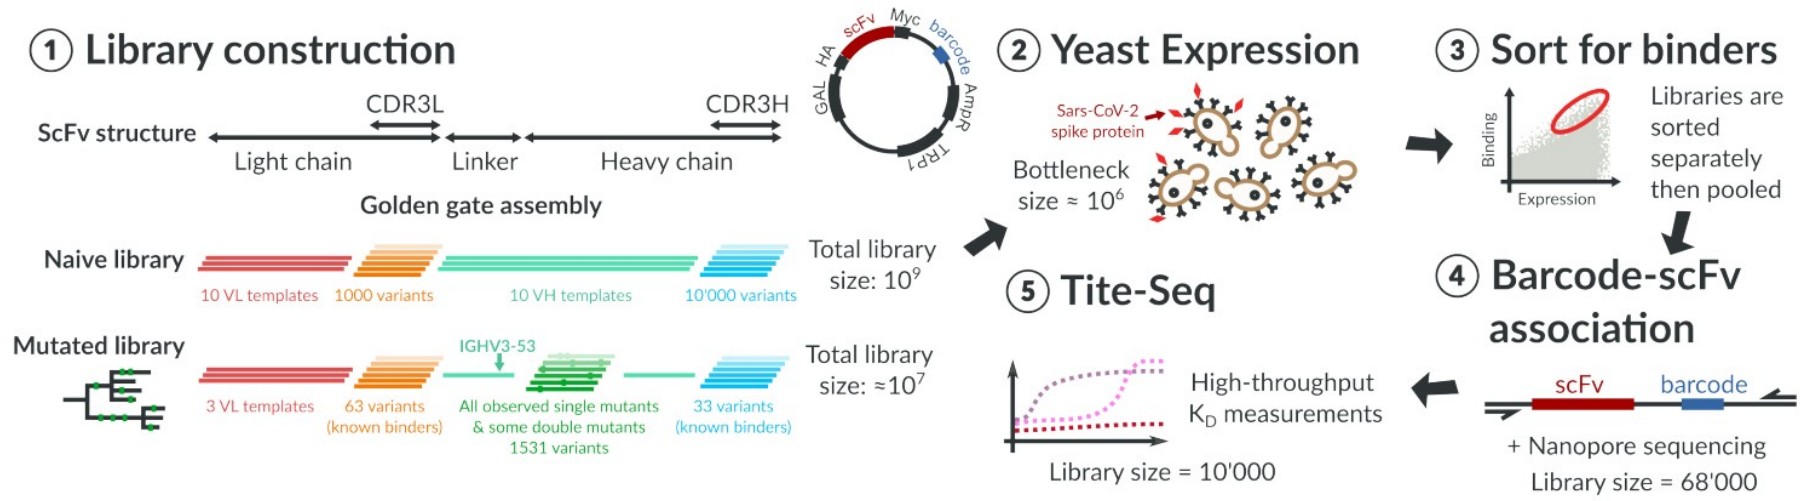 1 Library construction
ScFv structure
CDR3L
CDR3H
Light chain
Linker
Heavy chain
Golden gate assembly
Naive library
10 VL templates
1000 variants
10 VH templates
10'000 variants
Total library
size: 10⁹
Mutated library
IGHV3-53
3 VL templates
63 variants
(known binders)
All observed single mutants
& some double mutants
1531 variants
33 variants
(known binders)
Total library
size: ≈10⁷
GAL
HA
scFv
Myc
barcode
AmpR
TRP1
2 Yeast Expression
Sars-CoV-2
spike protein
Bottleneck
size ≈ 10⁶
3 Sort for binders
Binding
Expression
Libraries are
sorted
separately
then pooled
4 Barcode-scFv
association
scFv
barcode
+ Nanopore sequencing
Library size = 68'000
5 Tite-Seq
High-throughput
K_D measurements
Library size = 10'000